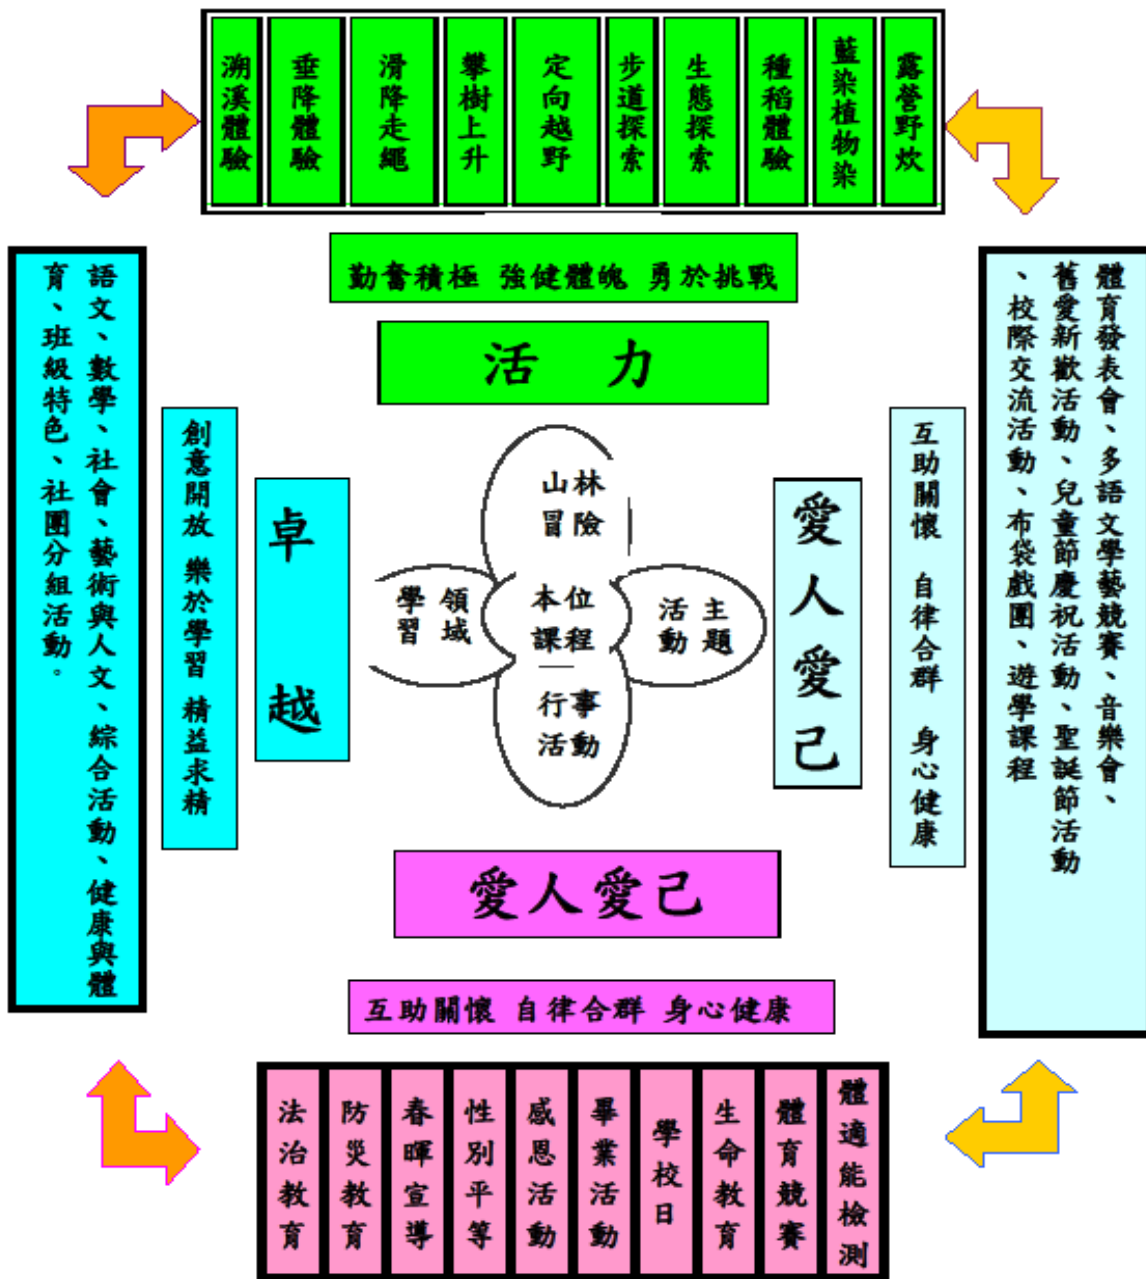 溯溪體驗
垂降體驗
滑降走繩
攀樹上升
定向越野
步道探索
生態探索
種稻體驗
藍染植物染
露營野炊
勤奮積極 強健體魄 勇於挑戰
活 力
語文、數學、社會、藝術與人文、綜合活動、健康與體
育、班級特色、社團分組活動。
創意開放 樂於學習 精益求精
卓 越
山林
冒險
學領
習域
本位
課程
活主
動題
行事
活動
愛人愛己
互助關懷 自律合群 身心健康
體育發表會、多語文學藝競賽、音樂會、
舊愛新歡活動、兒童節慶祝活動、聖誕節活動
、校際交流活動、布袋戲團、遊學課程
愛人愛己
互助關懷 自律合群 身心健康
法治教育
防災教育
春暉宣導
性別平等
感恩活動
畢業活動
學校日
生命教育
體育競賽
體適能檢測